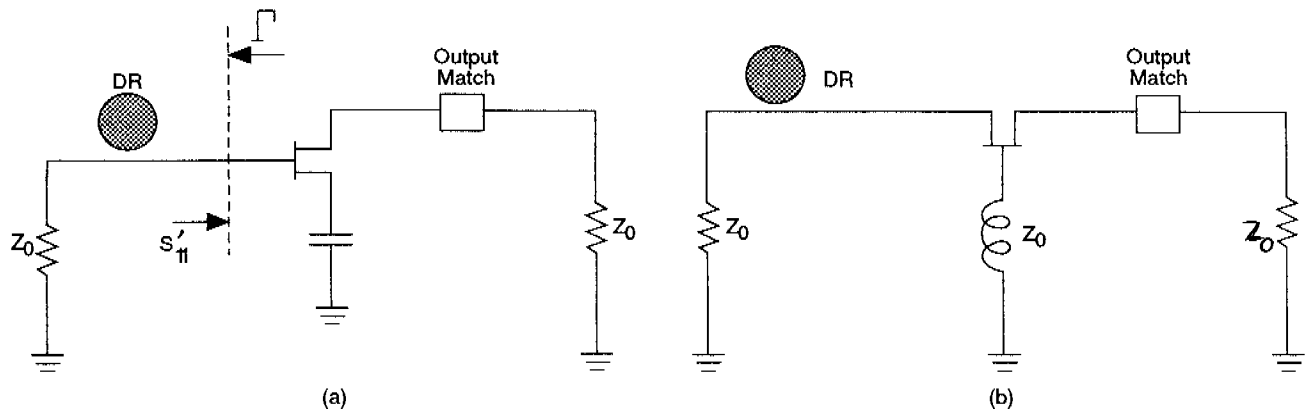 Γ
DR
Output
Match
Z₀
S'₁₁
Z₀
(a)
DR
Output
Match
Z₀
Z₀
Z₀
(b)